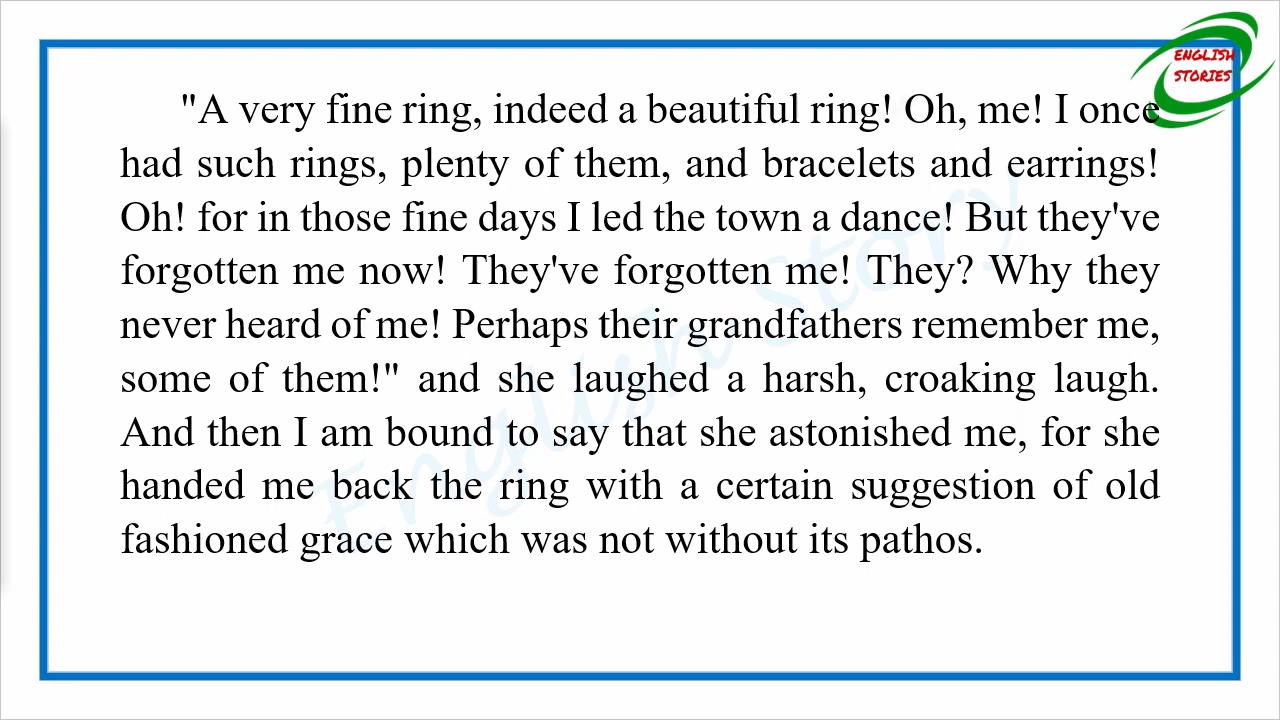 ENGLISH
STORIES
"A very fine ring, indeed a beautiful ring! Oh, me! I once
had such rings, plenty of them, and bracelets and earrings!
Oh! for in those fine days I led the town a dance! But they've
forgotten me now! They've forgotten me! They? Why they
never heard of me! Perhaps their grandfathers remember me,
some of them!" and she laughed a harsh, croaking laugh.
And then I am bound to say that she astonished me, for she
handed me back the ring with a certain suggestion of old
fashioned grace which was not without its pathos.
English Story